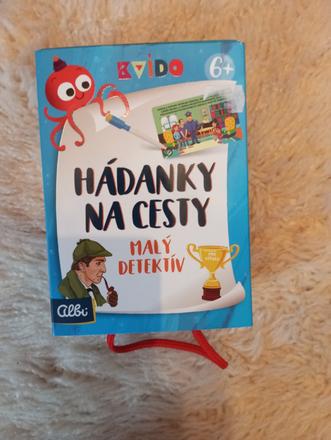 KVÍDO
6+
HÁDANKY
NA CESTY
MALÝ
DETEKTÍV
Albi